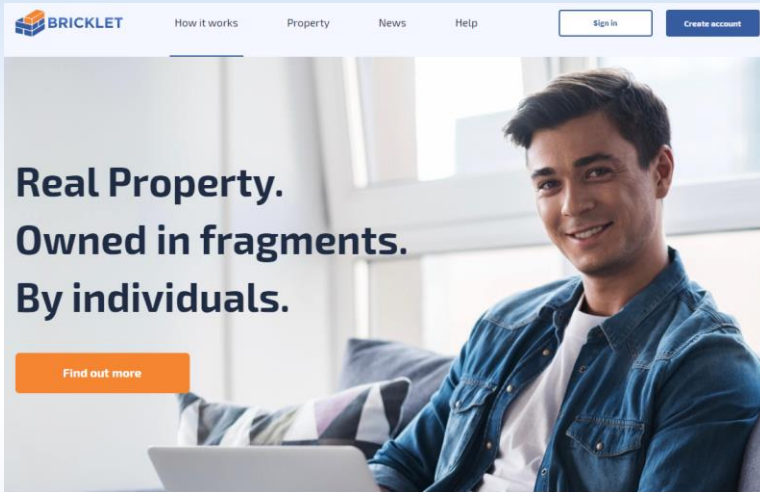 BRICKLET
How it works
Property
News
Help
Sign in
Create account
Real Property.
Owned in fragments.
By individuals.
Find out more